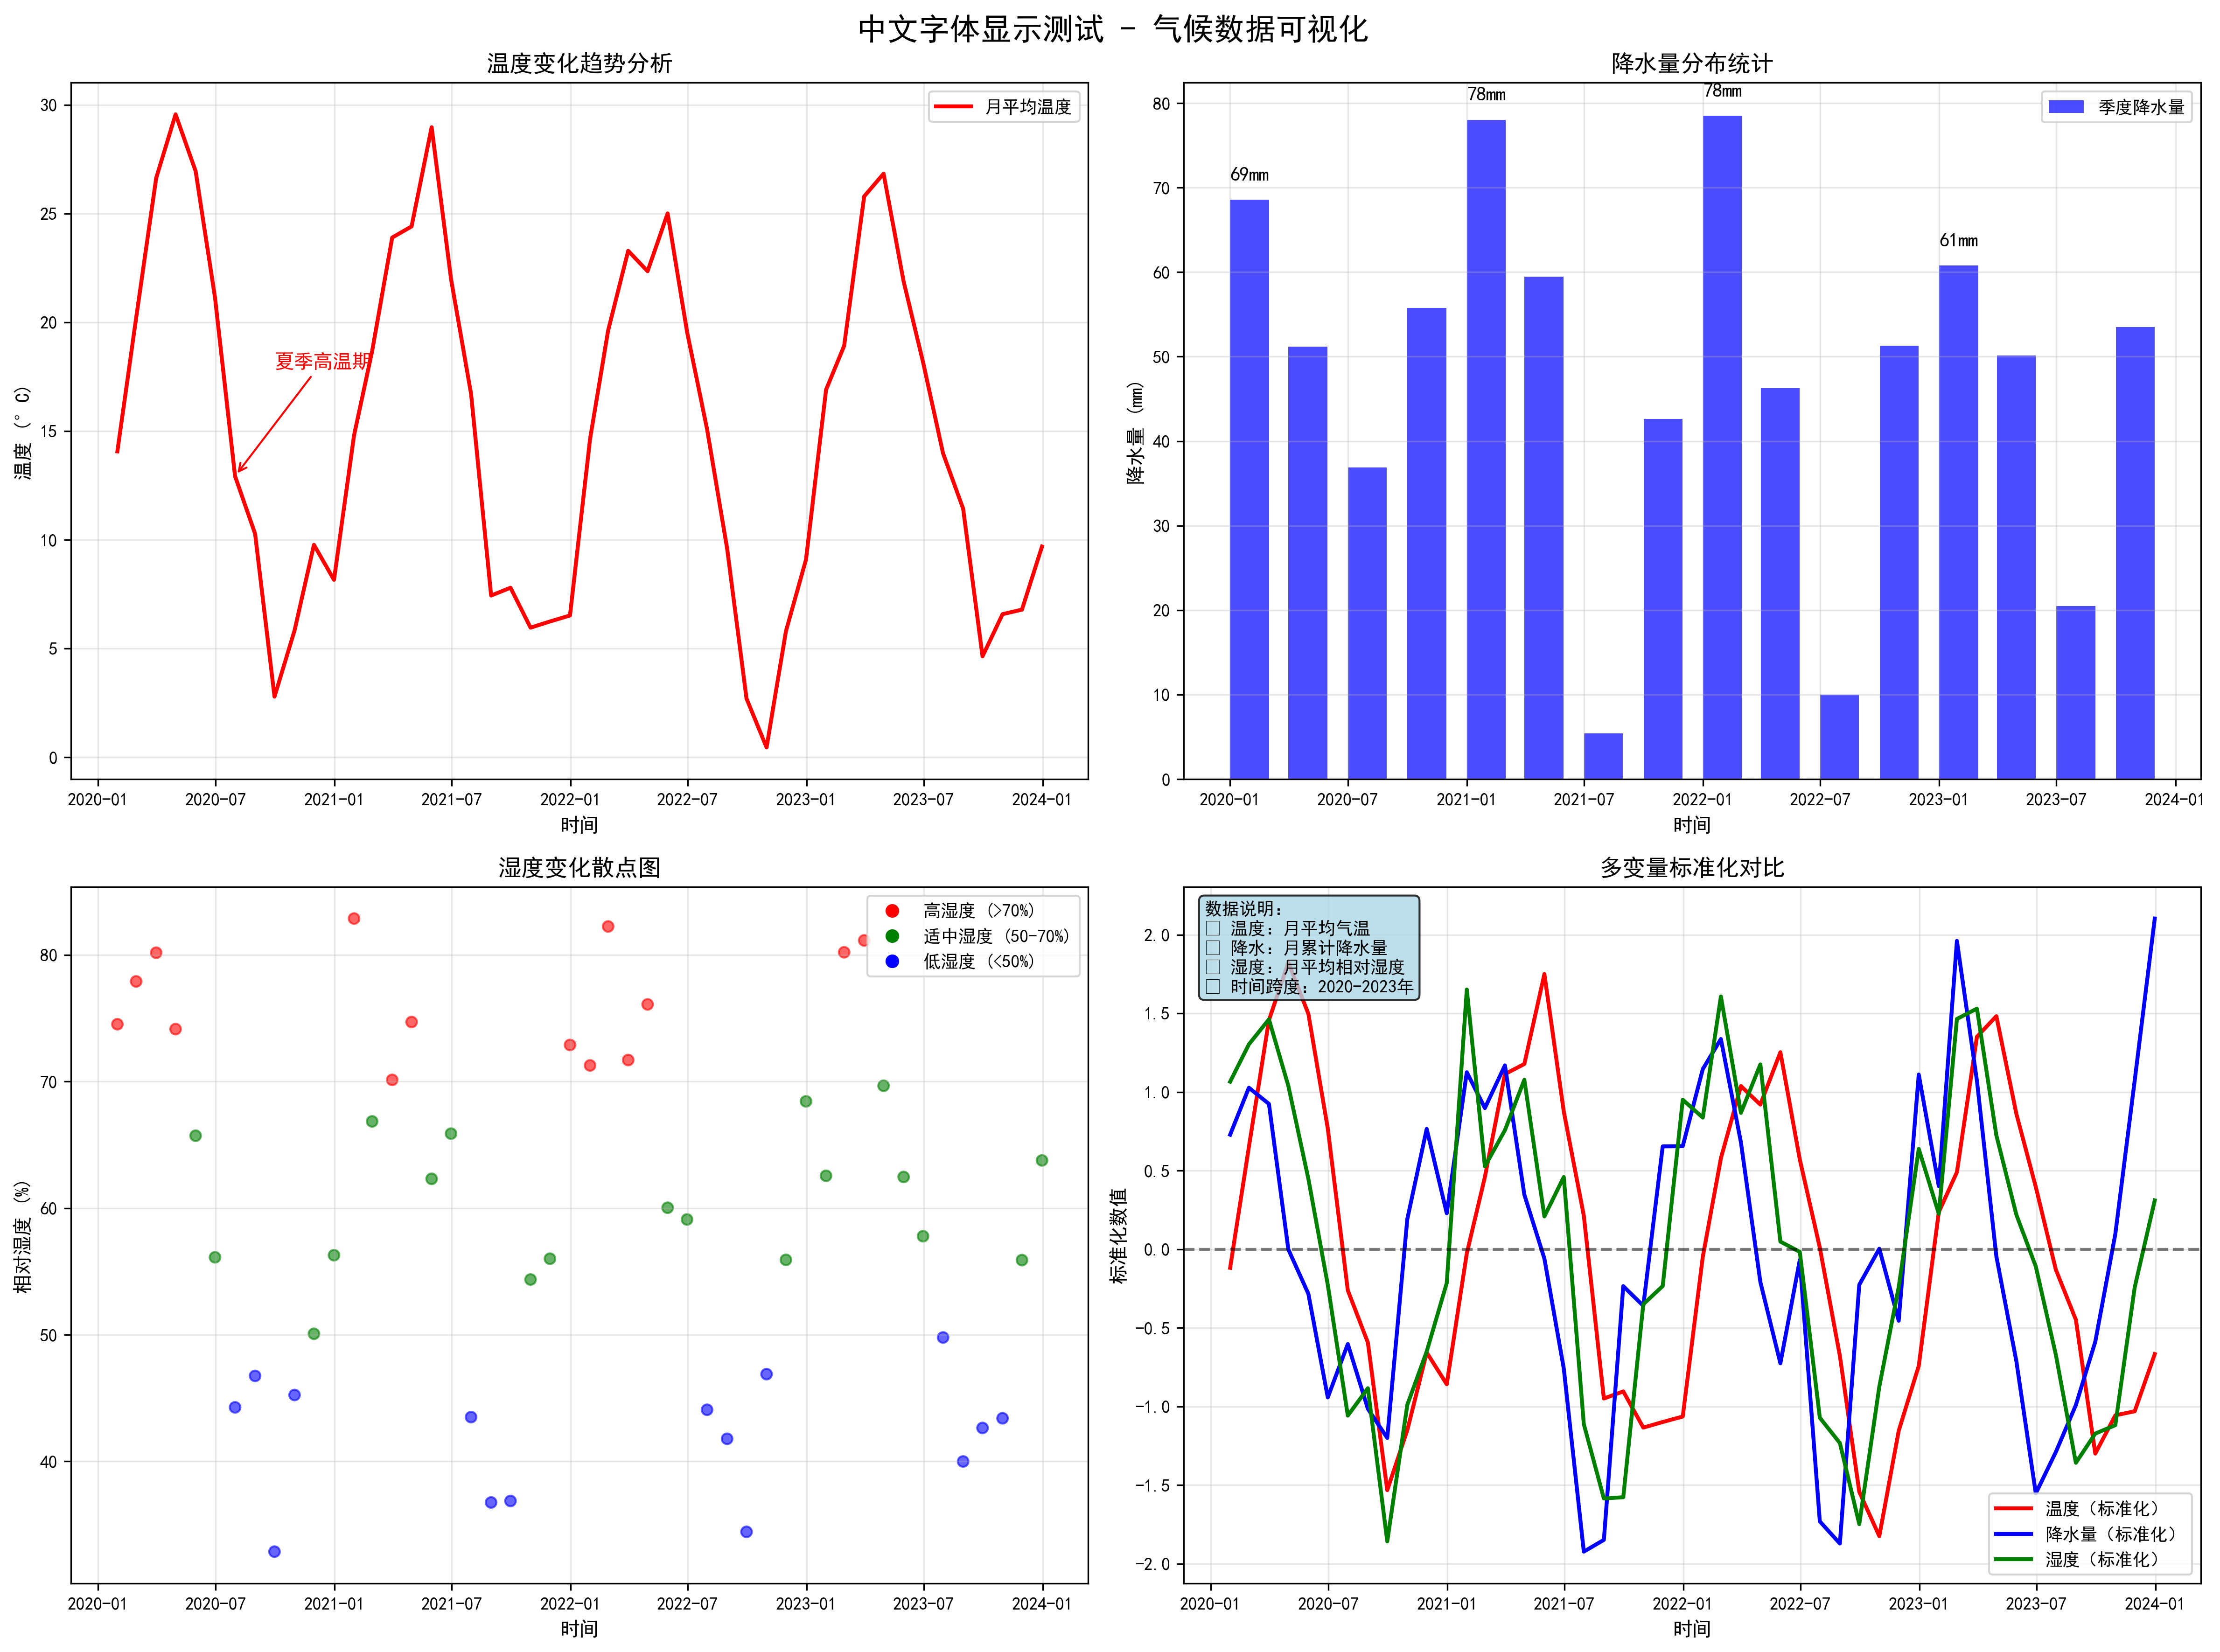 中文字体显示测试 - 气候数据可视化
温度变化趋势分析
30
25
20
15
10
5
0
温度 (°C)
月平均温度
夏季高温期
2020-01 2020-07 2021-01 2021-07 2022-01 2022-07 2023-01 2023-07 2024-01
时间
降水量分布统计
80
70
60
50
40
30
20
10
0
降水量 (mm)
季度降水量
69mm
78mm
78mm
61mm
2020-01 2020-07 2021-01 2021-07 2022-01 2022-07 2023-01 2023-07 2024-01
时间
湿度变化散点图
80
70
60
50
40
相对湿度 (%)
高湿度 (>70%)
适中湿度 (50-70%)
低湿度 (<50%)
2020-01 2020-07 2021-01 2021-07 2022-01 2022-07 2023-01 2023-07 2024-01
时间
多变量标准化对比
2.0
1.5
1.0
0.5
0.0
-0.5
-1.0
-1.5
-2.0
标准化数值
数据说明:
□ 温度: 月平均气温
□ 降水: 月累计降水量
□ 湿度: 月平均相对湿度
□ 时间跨度: 2020-2023年
温度（标准化）
降水量（标准化）
湿度（标准化）
2020-01 2020-07 2021-01 2021-07 2022-01 2022-07 2023-01 2023-07 2024-01
时间